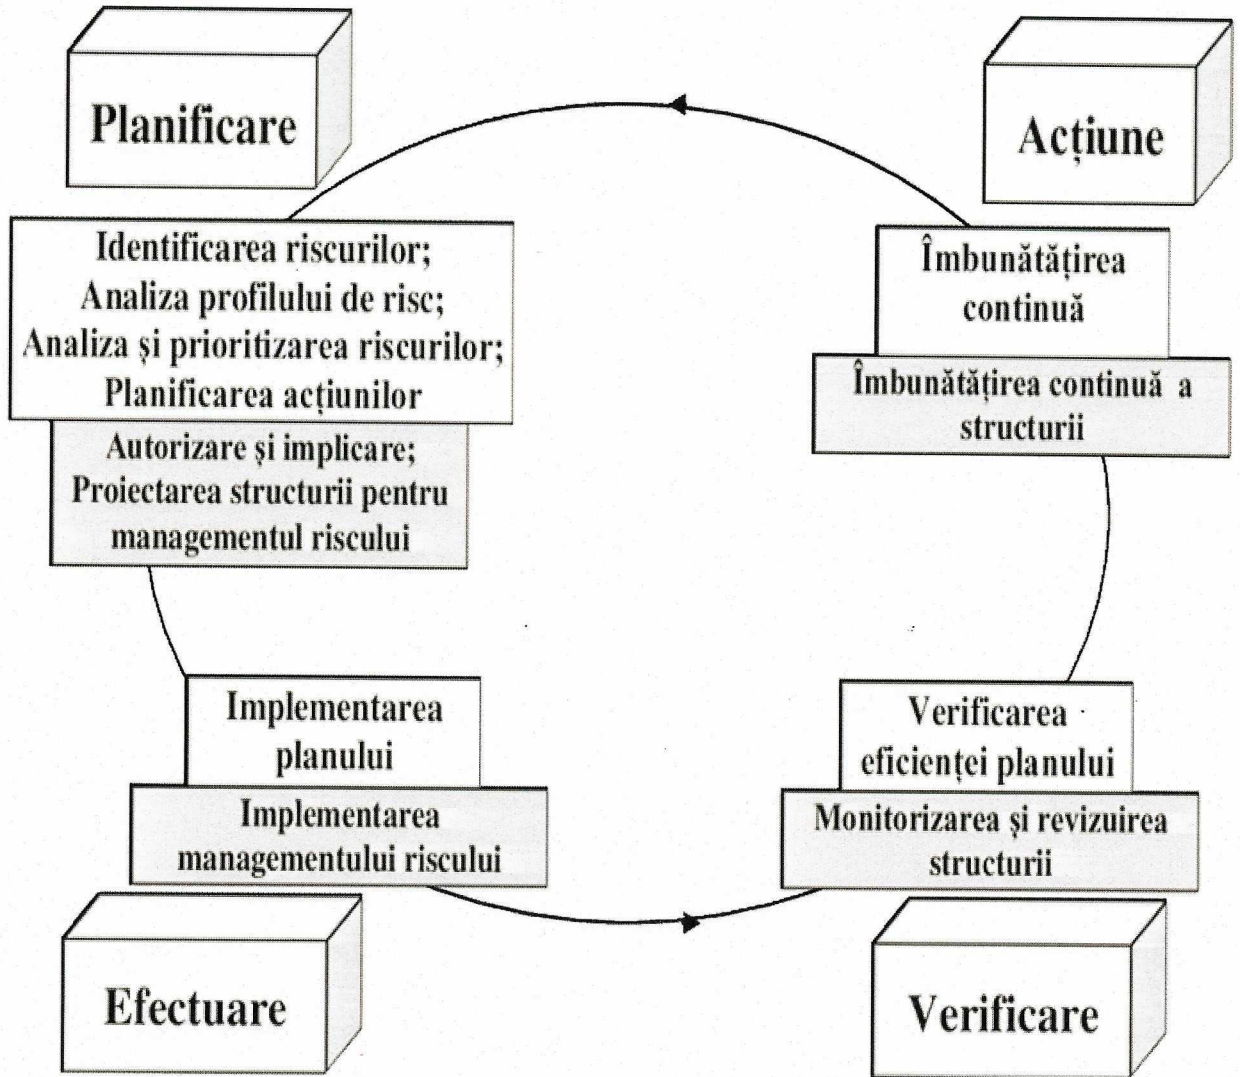 Planificare
Identificarea riscurilor;
Analiza profilului de risc;
Analiza și prioritizarea riscurilor;
Planificarea acțiunilor
Autorizare și implicare;
Proiectarea structurii pentru
managementul riscului
Acțiune
Îmbunătățirea
continuă
Îmbunătățirea continuă a
structurii
Implementarea
planului
Implementarea
managementului riscului
Efectuare
Verificarea
eficienței planului
Monitorizarea și revizuirea
structurii
Verificare